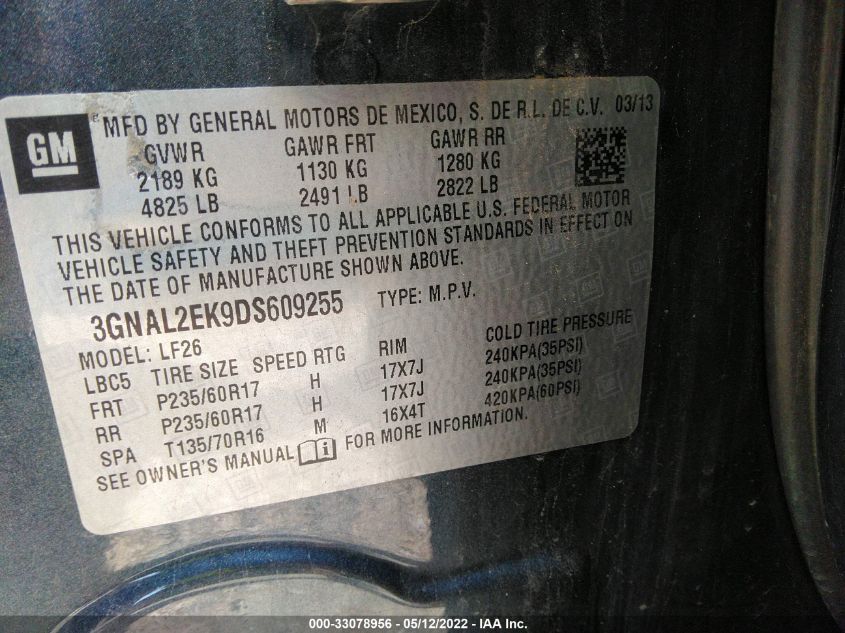 GM
MFD BY GENERAL MOTORS DE MEXICO, S. DE R.L. DE C.V. 03/13
GVWR GAWR FRT GAWR RR
2189 KG 1130 KG 1280 KG
4825 LB 2491 LB 2822 LB
THIS VEHICLE CONFORMS TO ALL APPLICABLE U.S. FEDERAL MOTOR
VEHICLE SAFETY AND THEFT PREVENTION STANDARDS IN EFFECT ON
THE DATE OF MANUFACTURE SHOWN ABOVE.
3GNAL2EK9DS609255 TYPE: M.P.V.
MODEL: LF26
LBC5 TIRE SIZE SPEED RTG RIM COLD TIRE PRESSURE
FRT P235/60R17 H 17X7J 240KPA(35PSI)
RR P235/60R17 H 17X7J 240KPA(35PSI)
SPA T135/70R16 M 16X4T 420KPA(60PSI)
SEE OWNER'S MANUAL FOR MORE INFORMATION.
000-33078956 - 05/12/2022 - IAA Inc.